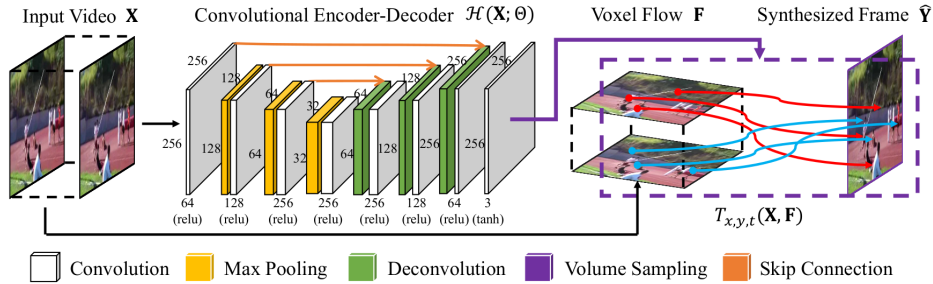 Input Video X
Convolutional Encoder-Decoder ℋ(X;Θ)
Voxel Flow F
Synthesized Frame Ŷ
256
128
64
32
64
128
256
256
256
128
64
32
64
256
256
64
(relu)
128
(relu)
256
(relu)
256
(relu)
256
(relu)
128
(relu)
64
(relu)
3
(tanh)
T_{x,y,t}(X, F)
Convolution
Max Pooling
Deconvolution
Volume Sampling
Skip Connection